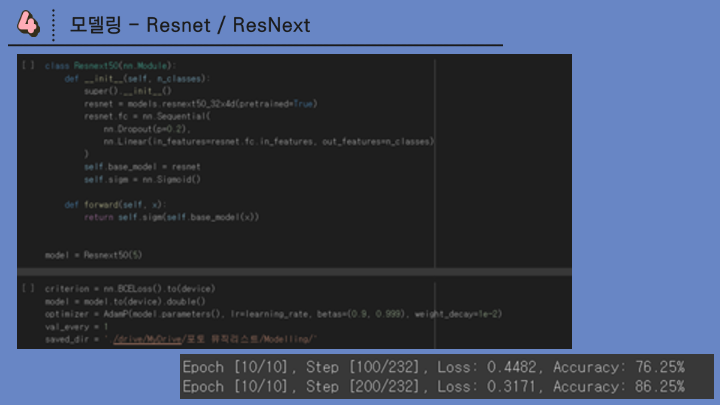 4
모델링 - Resnet / ResNext
[ ] class Resnext50(nn.Module):
def __init__(self, n_classes):
super().__init__()
resnet = models.resnext50_32x4d(pretrained=True)
resnet.fc = nn.Sequential(
nn.Dropout(p=0.2),
nn.Linear(in_features=resnet.fc.in_features, out_features=n_classes)
)
self.base_model = resnet
self.sigm = nn.Sigmoid()
def forward(self, x):
return self.sigm(self.base_model(x))
model = Resnext50(5)
[ ] criterion = nn.BCELoss().to(device)
model = model.to(device).double()
optimizer = AdamP(model.parameters(), lr=learning_rate, betas=(0.9, 0.999), weight_decay=1e-2)
val_every = 1
saved_dir = './drive/MyDrive/포토 뮤직리스트/Modelling/'
Epoch [10/10], Step [100/232], Loss: 0.4482, Accuracy: 76.25%
Epoch [10/10], Step [200/232], Loss: 0.3171, Accuracy: 86.25%